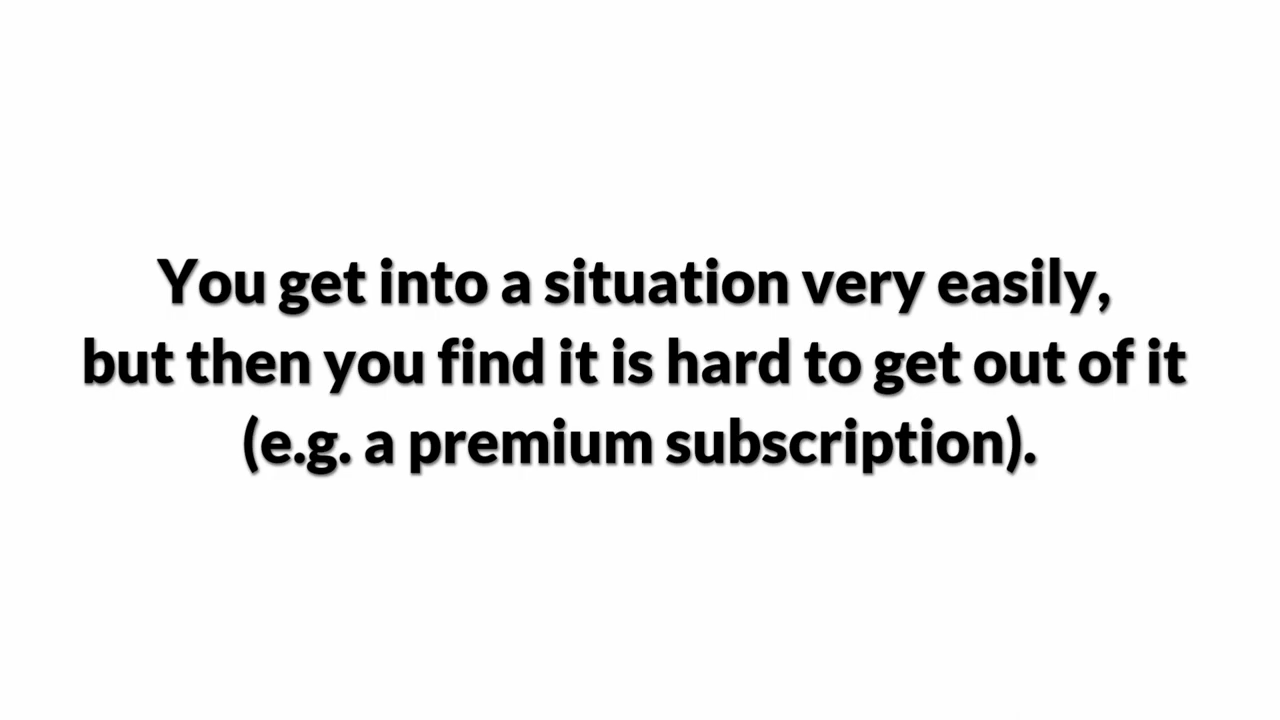 You get into a situation very easily,
but then you find it is hard to get out of it
(e.g. a premium subscription).